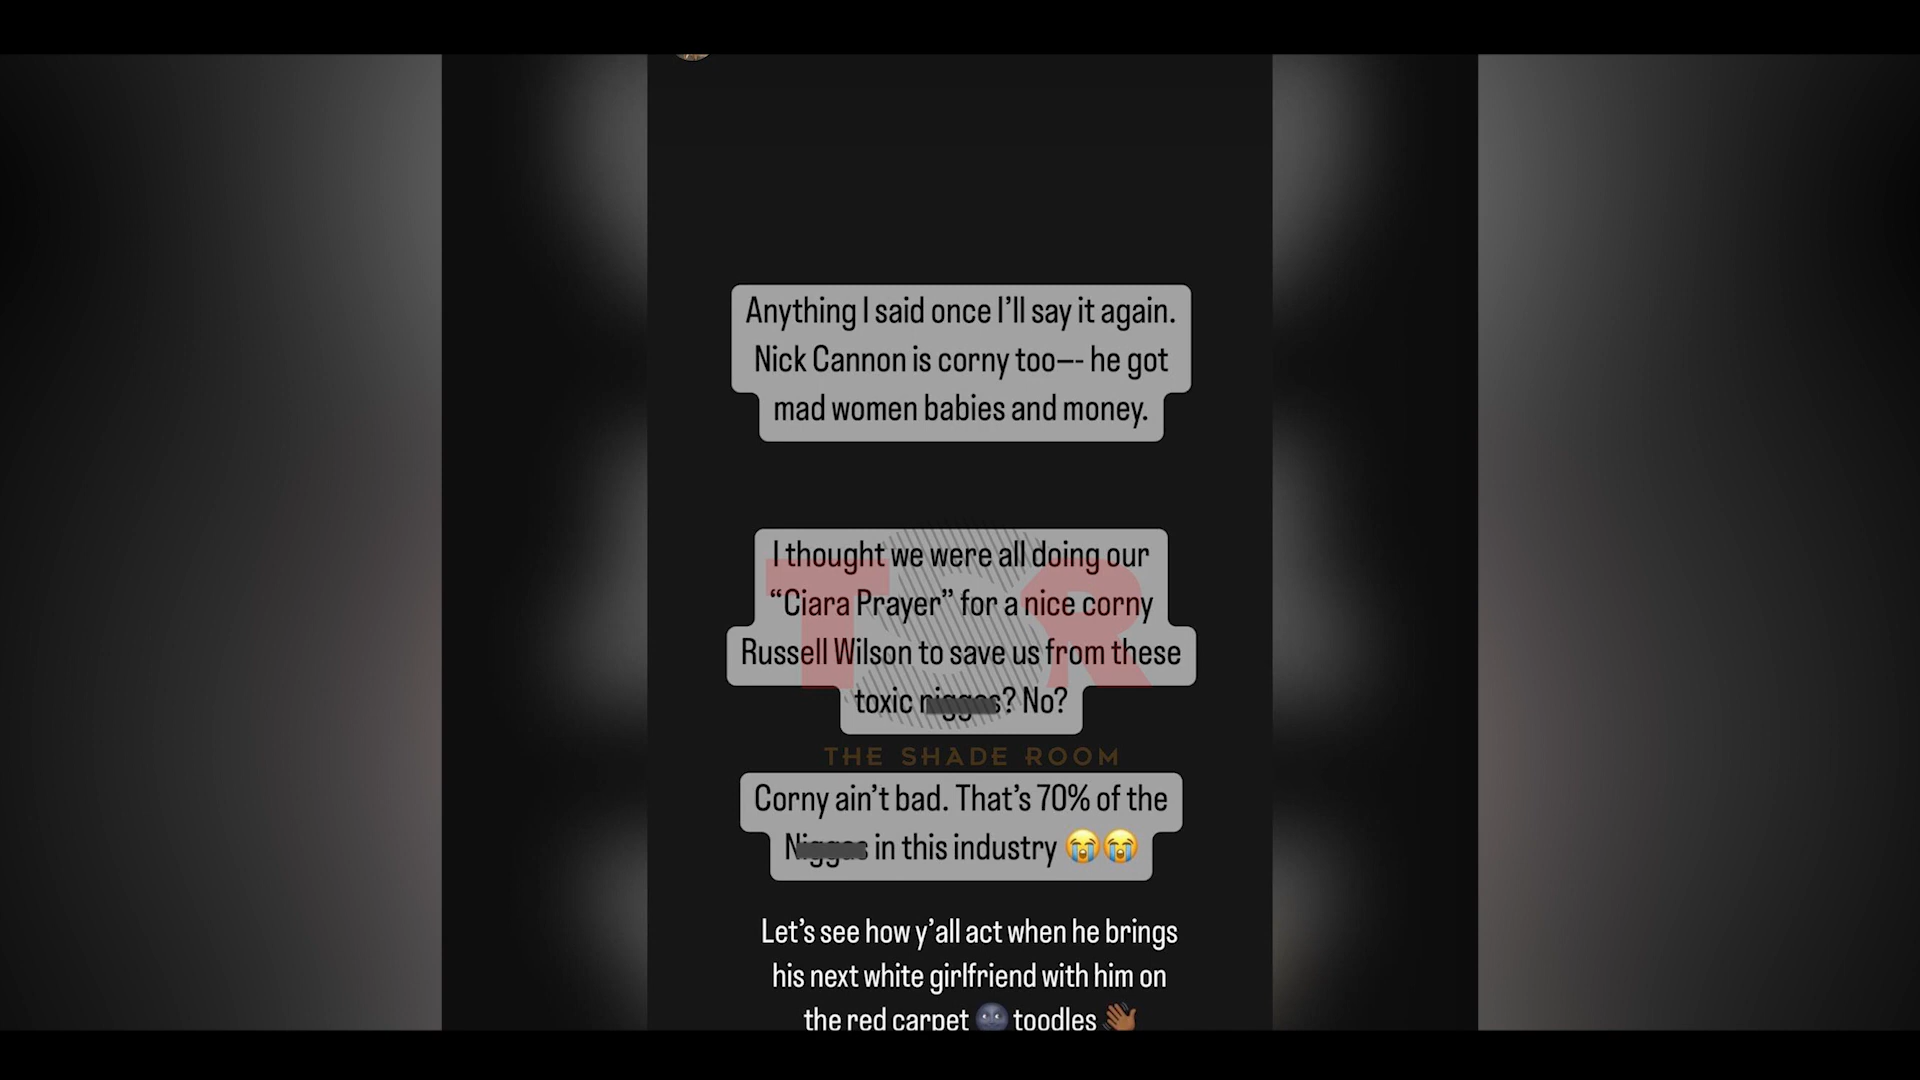 Anything I said once I’ll say it again.
Nick Cannon is corny too—- he got
mad women babies and money.
I thought we were all doing our
“Ciara Prayer” for a nice corny
Russell Wilson to save us from these
toxic niggas? No?
TSR
THE SHADE ROOM
Corny ain’t bad. That’s 70% of the
Niggas in this industry 😭😭
Let’s see how y’all act when he brings
his next white girlfriend with him on
the red carpet 🌚 toodles 👋🏾